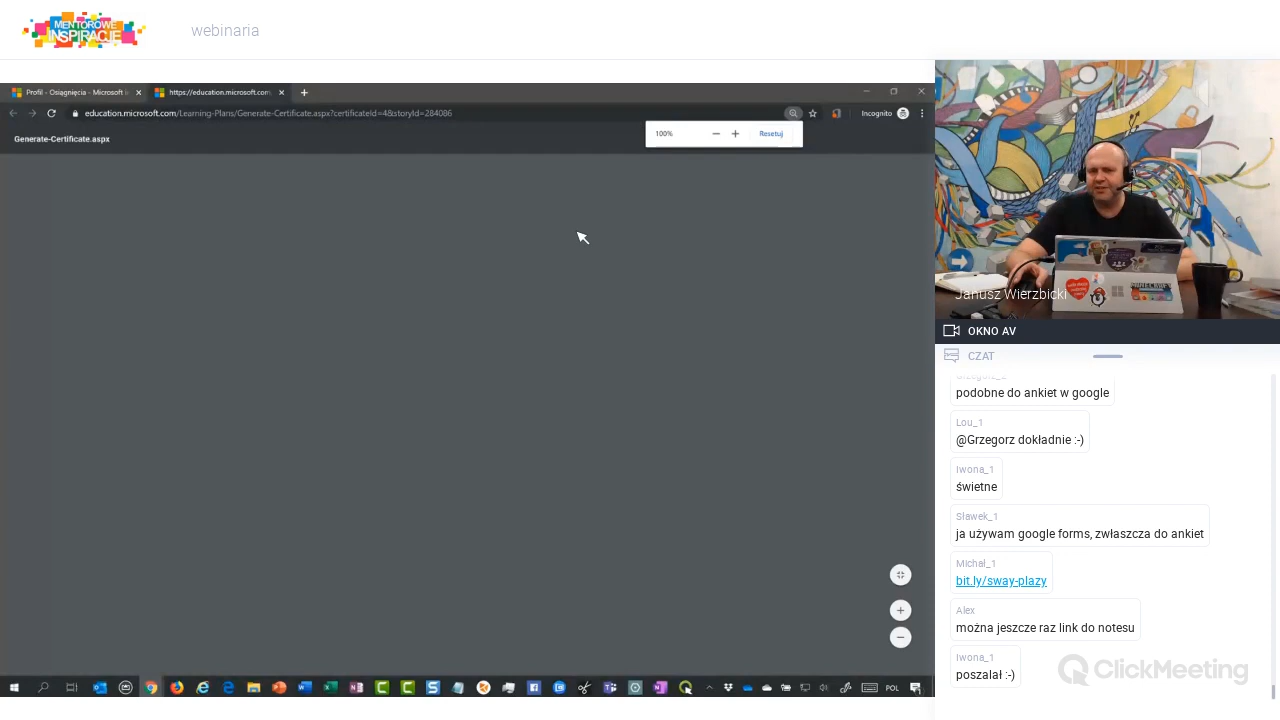 MENTOROWE
INSPIRACJE
webinaria
Profil - Osiągnięcia - Microsoft
https://education.microsoft.com
education.microsoft.com/Learning-Plans/Generate-Certificate.aspx?certificateId=4&storyId=284086
Incognito
100%
Resetuj
Generate-Certificate.aspx
POL
Janusz Wierzbicki
OKNO AV
CZAT
podobne do ankiet w google
Lou_1
@Grzegorz dokładnie :-)
Iwona_1
świetne
Sławek_1
ja używam google forms, zwłaszcza do ankiet
Michał_1
bit.ly/sway-plazy
Alex
można jeszcze raz link do notesu
Iwona_1
poszalał :-)
ClickMeeting